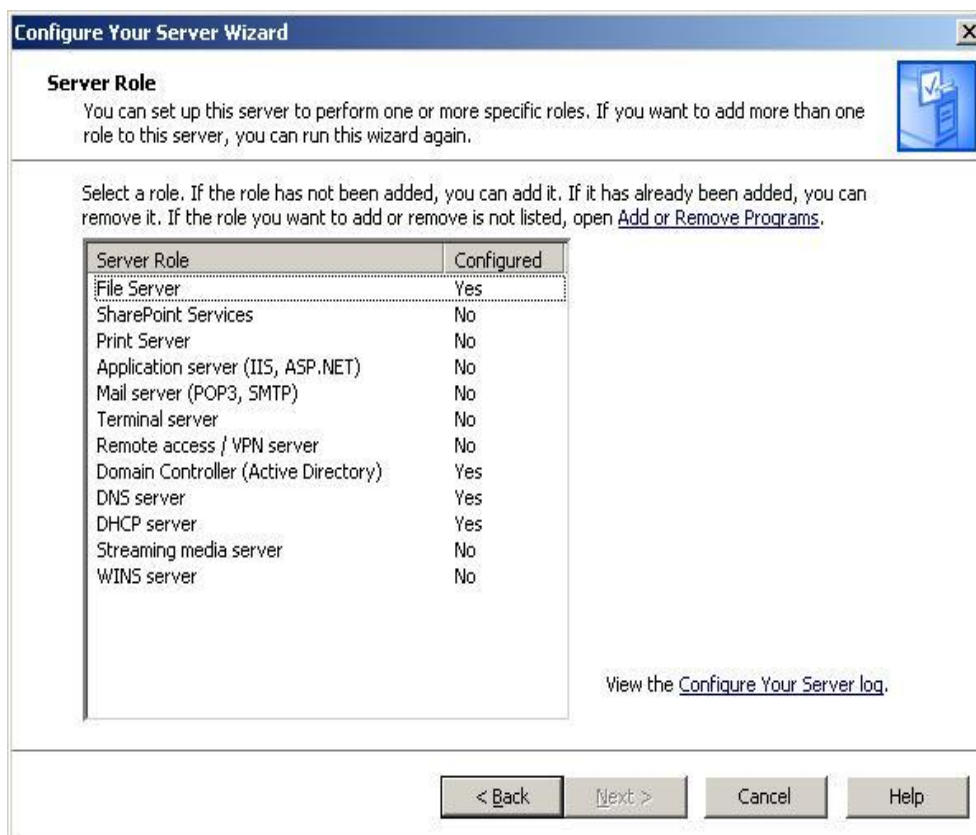 Configure Your Server Wizard
Server Role
You can set up this server to perform one or more specific roles. If you want to add more than one
role to this server, you can run this wizard again.
Select a role. If the role has not been added, you can add it. If it has already been added, you can
remove it. If the role you want to add or remove is not listed, open Add or Remove Programs.
Server Role Configured
File Server Yes
SharePoint Services No
Print Server No
Application server (IIS, ASP.NET) No
Mail server (POP3, SMTP) No
Terminal server No
Remote access / VPN server No
Domain Controller (Active Directory) Yes
DNS server Yes
DHCP server Yes
Streaming media server No
WINS server No
View the Configure Your Server log.
< Back Next > Cancel Help